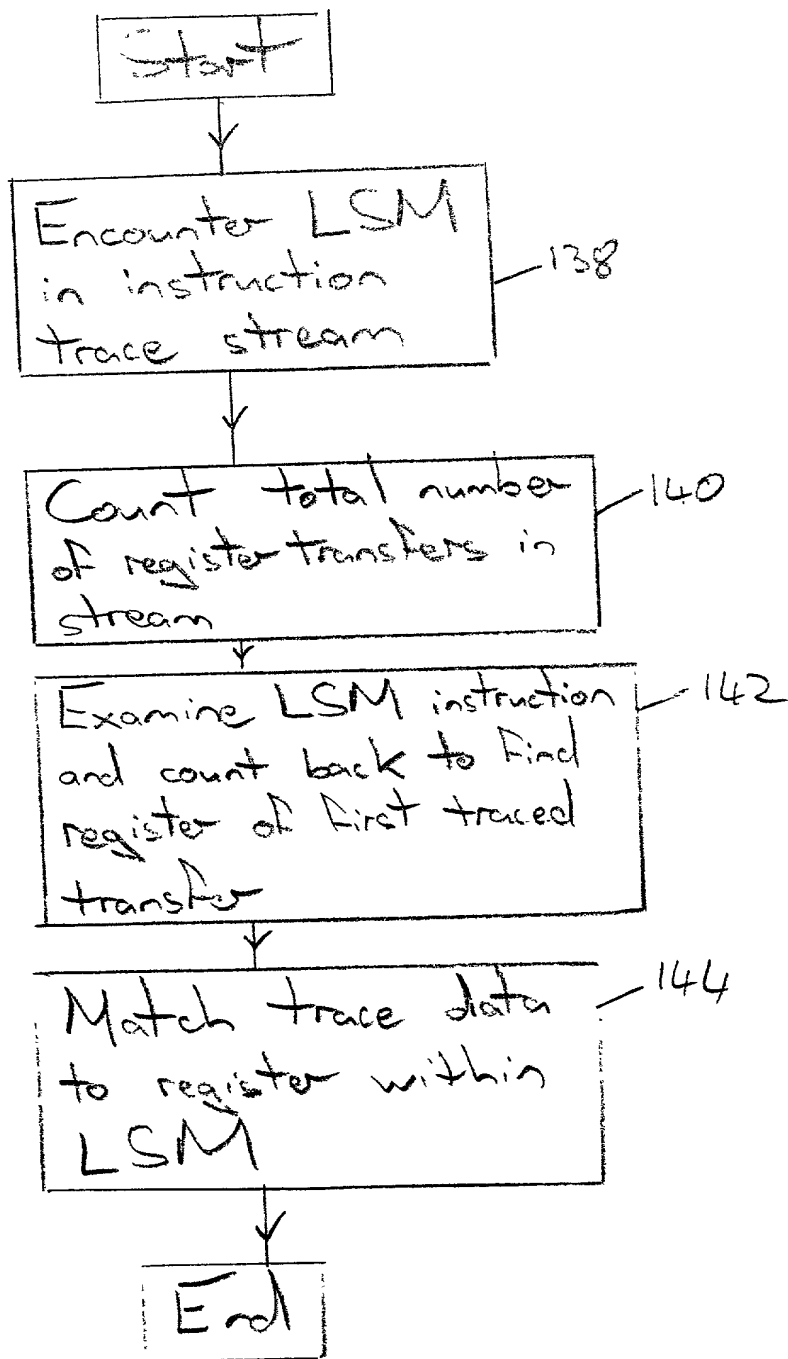 Start
Encounter LSM
in instruction
trace stream
138
Count total number
of register transfers in
stream
140
Examine LSM instruction
and count back to find
register of first traced
transfer
142
Match trace data
to register within
LSM
144
End